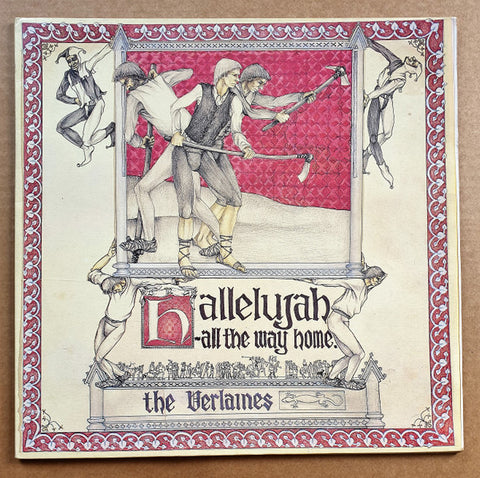 hallelujah
-all the way home.
the Verlaines